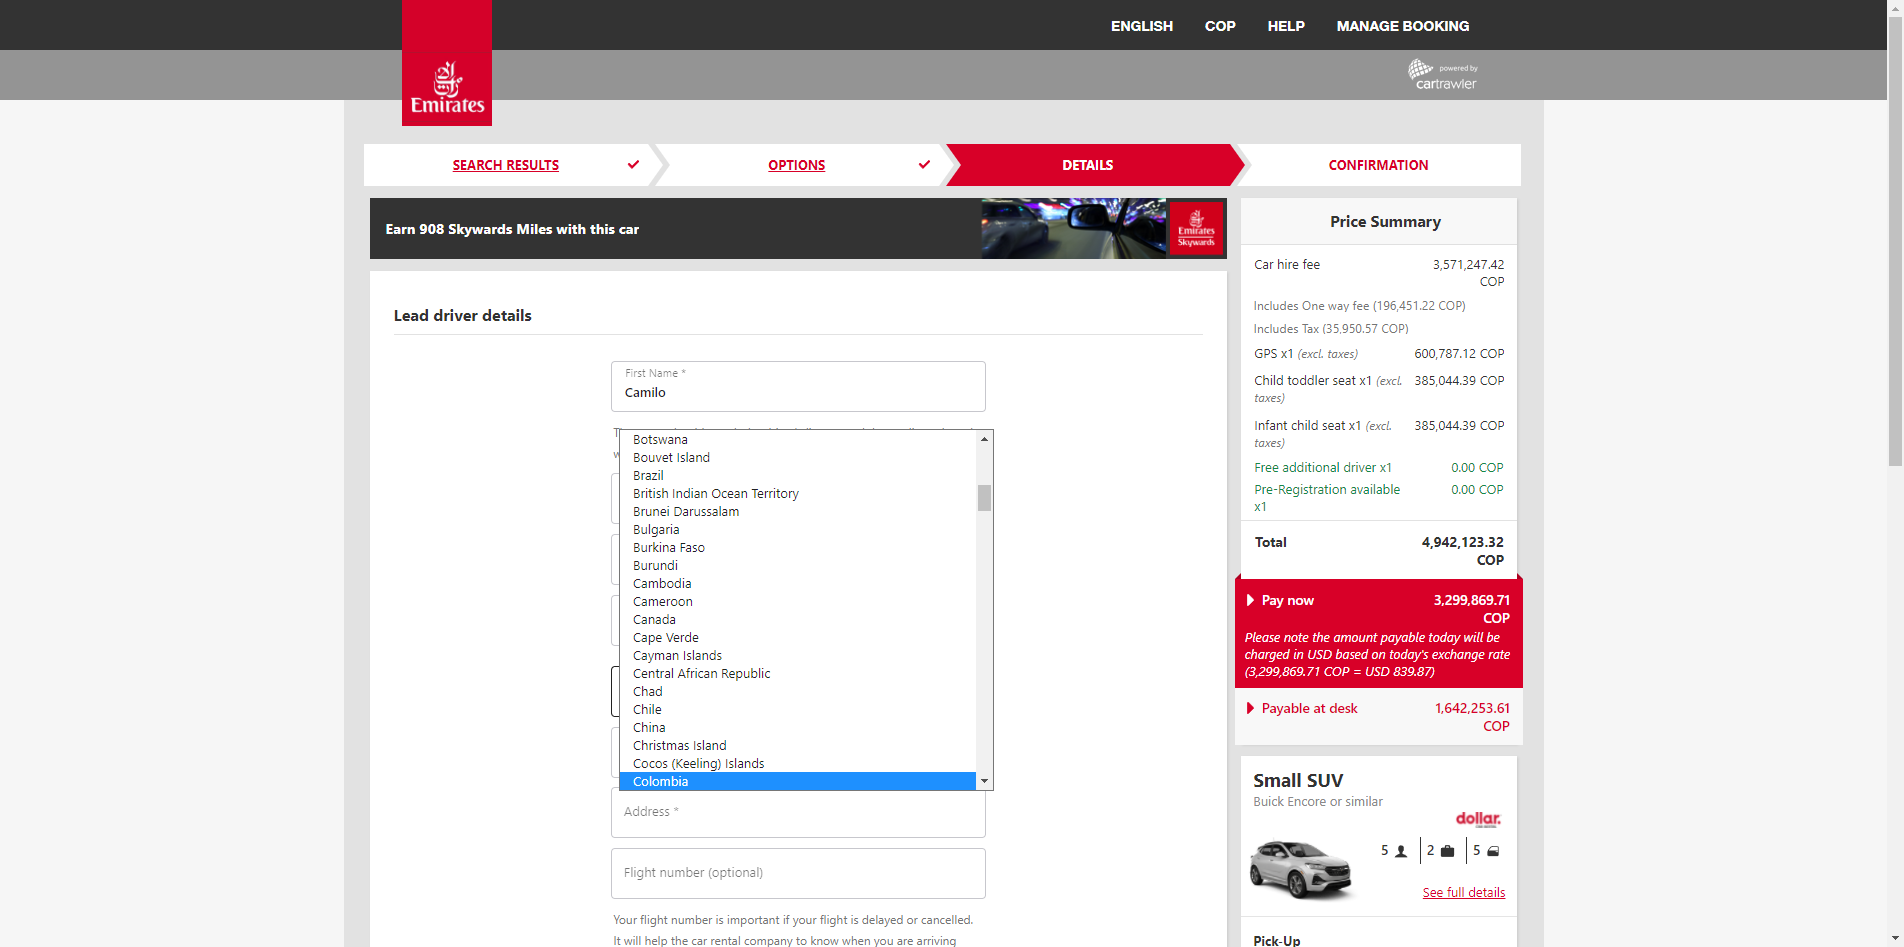 ENGLISH COP HELP MANAGE BOOKING
powered by
cartrawler
Emirates
SEARCH RESULTS OPTIONS DETAILS CONFIRMATION
Earn 908 Skywards Miles with this car
Emirates
Skywards
Lead driver details
First Name *
Camilo
Botswana
Bouvet Island
Brazil
British Indian Ocean Territory
Brunei Darussalam
Bulgaria
Burkina Faso
Burundi
Cambodia
Cameroon
Canada
Cape Verde
Cayman Islands
Central African Republic
Chad
Chile
China
Christmas Island
Cocos (Keeling) Islands
Colombia
Address *
Flight number (optional)
Your flight number is important if your flight is delayed or cancelled.
It will help the car rental company to know when you are arriving
Price Summary
Car hire fee 3,571,247.42
COP
Includes One way fee (196,451.22 COP)
Includes Tax (35,950.57 COP)
GPS x1 (excl. taxes) 600,787.12 COP
Child toddler seat x1 (excl. 385,044.39 COP
taxes)
Infant child seat x1 (excl. 385,044.39 COP
taxes)
Free additional driver x1 0.00 COP
Pre-Registration available 0.00 COP
x1
Total 4,942,123.32
COP
Pay now 3,299,869.71
COP
Please note the amount payable today will be
charged in USD based on today's exchange rate
(3,299,869.71 COP = USD 839.87)
Payable at desk 1,642,253.61
COP
Small SUV
Buick Encore or similar
dollar.
5 2 5
See full details
Pick-Up